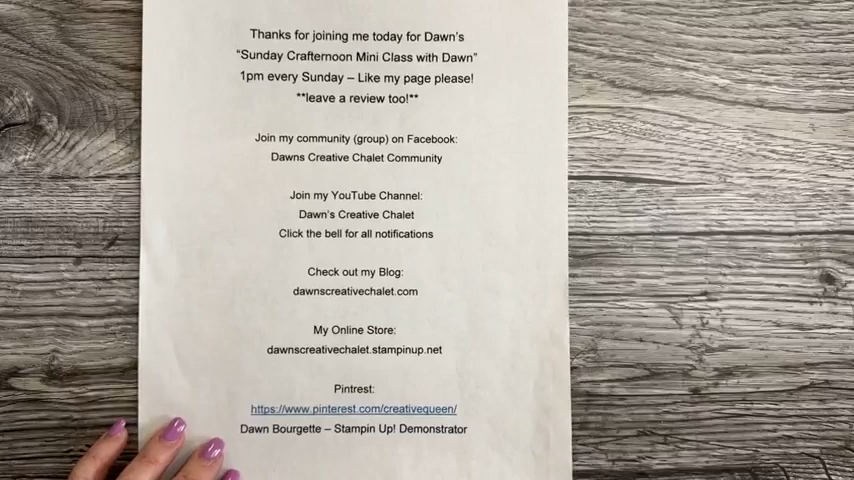 Thanks for joining me today for Dawn's
"Sunday Crafternoon Mini Class with Dawn"
1pm every Sunday – Like my page please!
**leave a review too!**
Join my community (group) on Facebook:
Dawns Creative Chalet Community
Join my YouTube Channel:
Dawn's Creative Chalet
Click the bell for all notifications
Check out my Blog:
dawnscreativechalet.com
My Online Store:
dawnscreativechalet.stampinup.net
Pintrest:
https://www.pinterest.com/creativequeen/
Dawn Bourgette – Stampin Up! Demonstrator